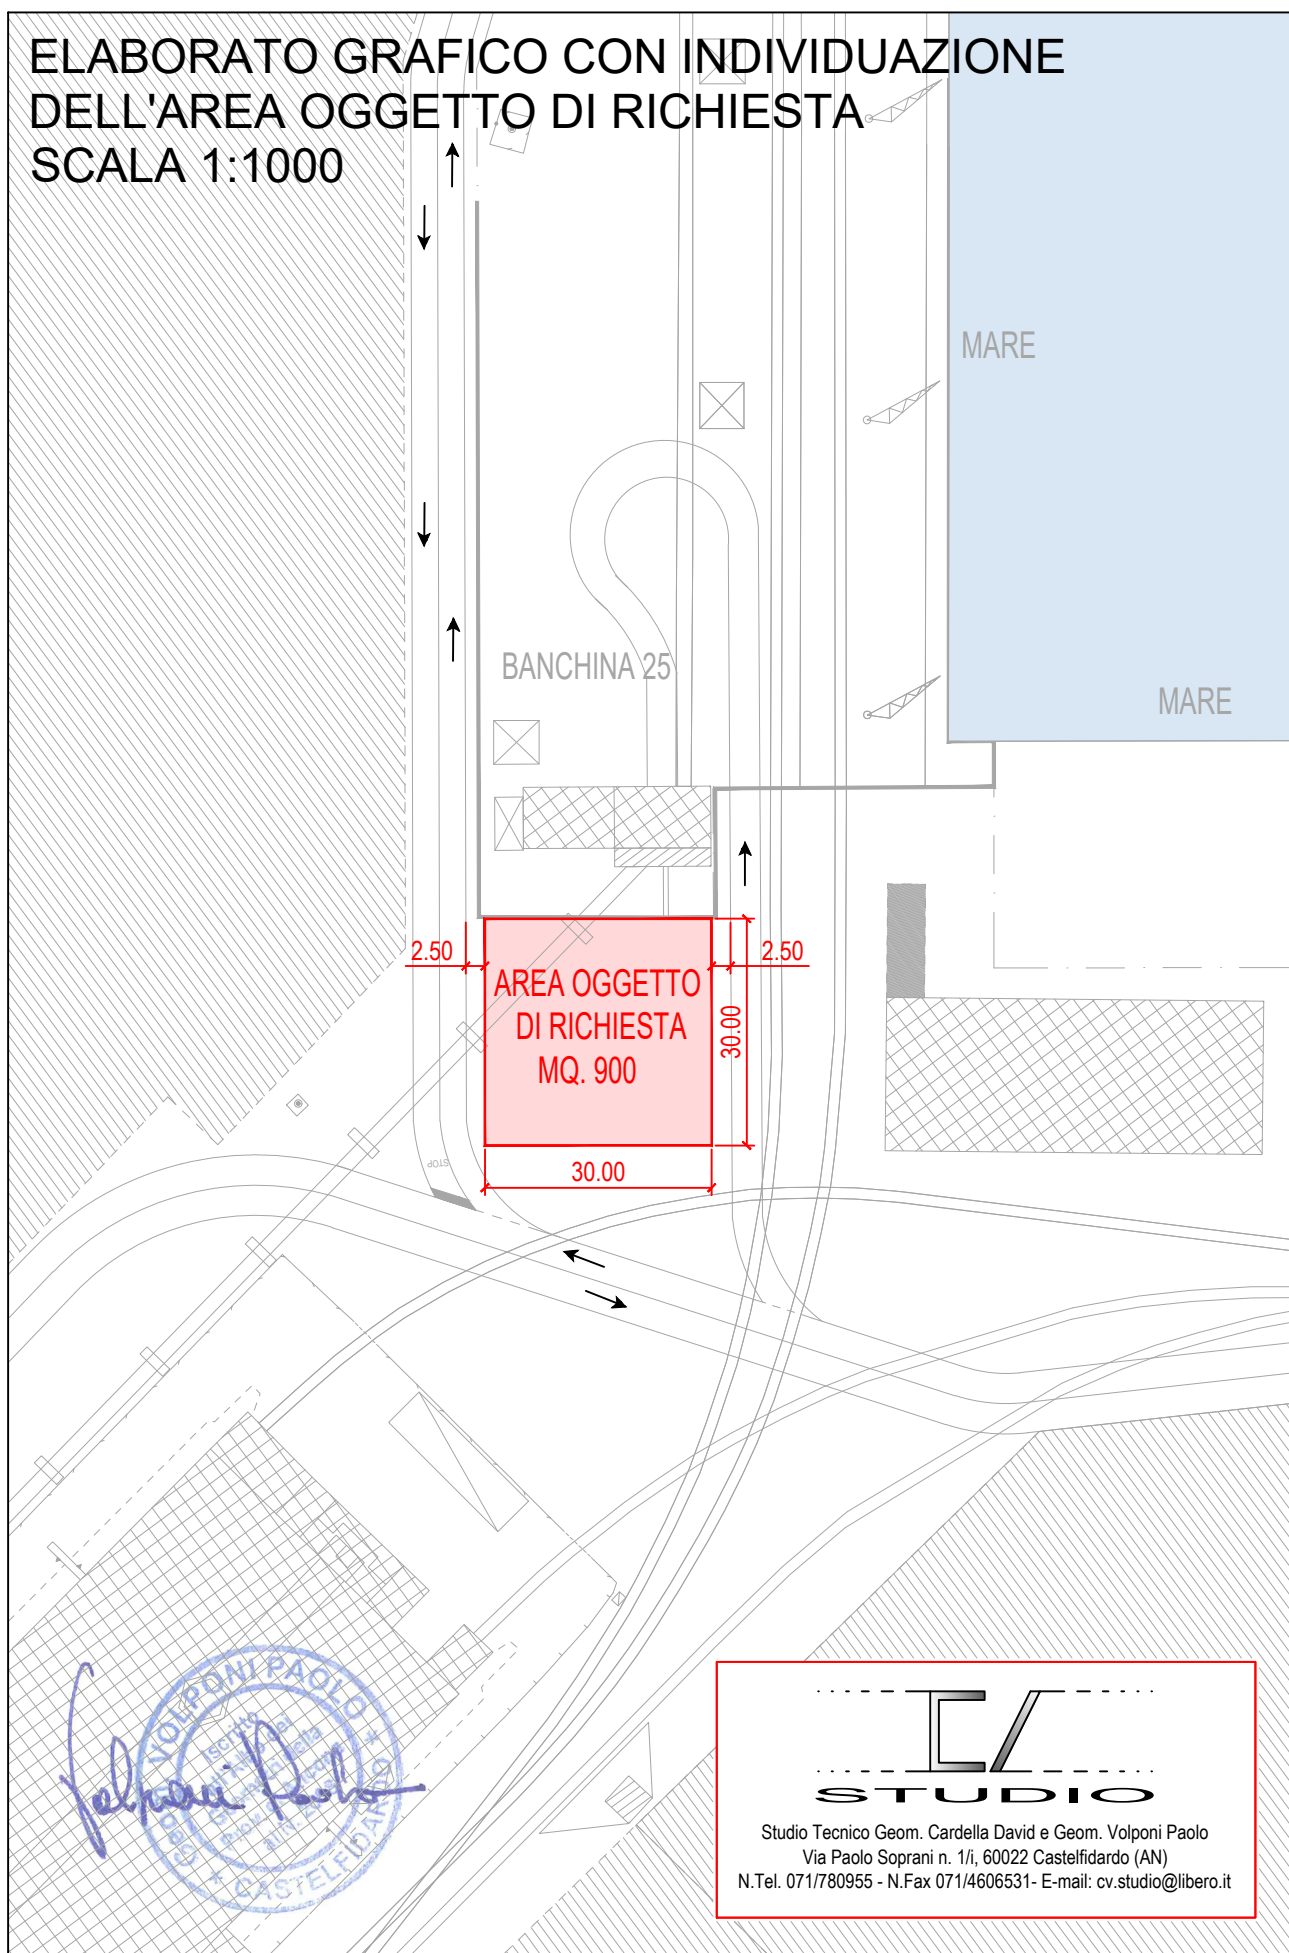 ELABORATO GRAFICO CON INDIVIDUAZIONE
DELL'AREA OGGETTO DI RICHIESTA
SCALA 1:1000
MARE
MARE
BANCHINA 25
2.50
2.50
AREA OGGETTO
DI RICHIESTA
MQ. 900
30.00
30.00
STOP
VOLPONI PAOLO
Iscritto
CASTELFIDARDO
STUDIO
Studio Tecnico Geom. Cardella David e Geom. Volponi Paolo
Via Paolo Soprani n. 1/i, 60022 Castelfidardo (AN)
N.Tel. 071/780955 - N.Fax 071/4606531- E-mail: cv.studio@libero.it